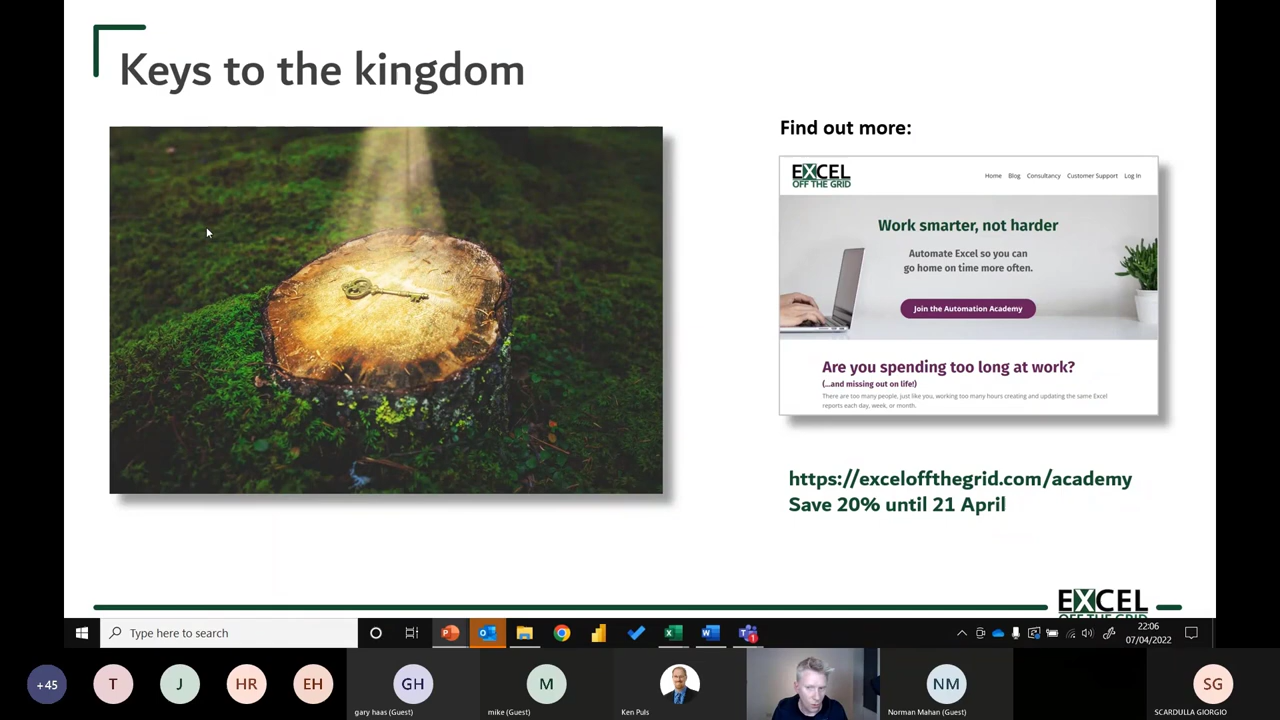 Keys to the kingdom
Find out more:
EXCEL
OFF THE GRID
Home Blog Consultancy Customer Support Log In
Work smarter, not harder
Automate Excel so you can
go home on time more often.
Join the Automation Academy
Are you spending too long at work?
(...and missing out on life!)
There are too many people, just like you, working too many hours creating and updating the same Excel
reports each day, week, or month.
https://exceloffthegrid.com/academy
Save 20% until 21 April
EXCEL
Type here to search
22:06
07/04/2022
+45
T
J
HR
EH
GH
M
NM
SG
gary haas (Guest)
mike (Guest)
Ken Puls
Norman Mahan (Guest)
SCARDULLA GIORGIO